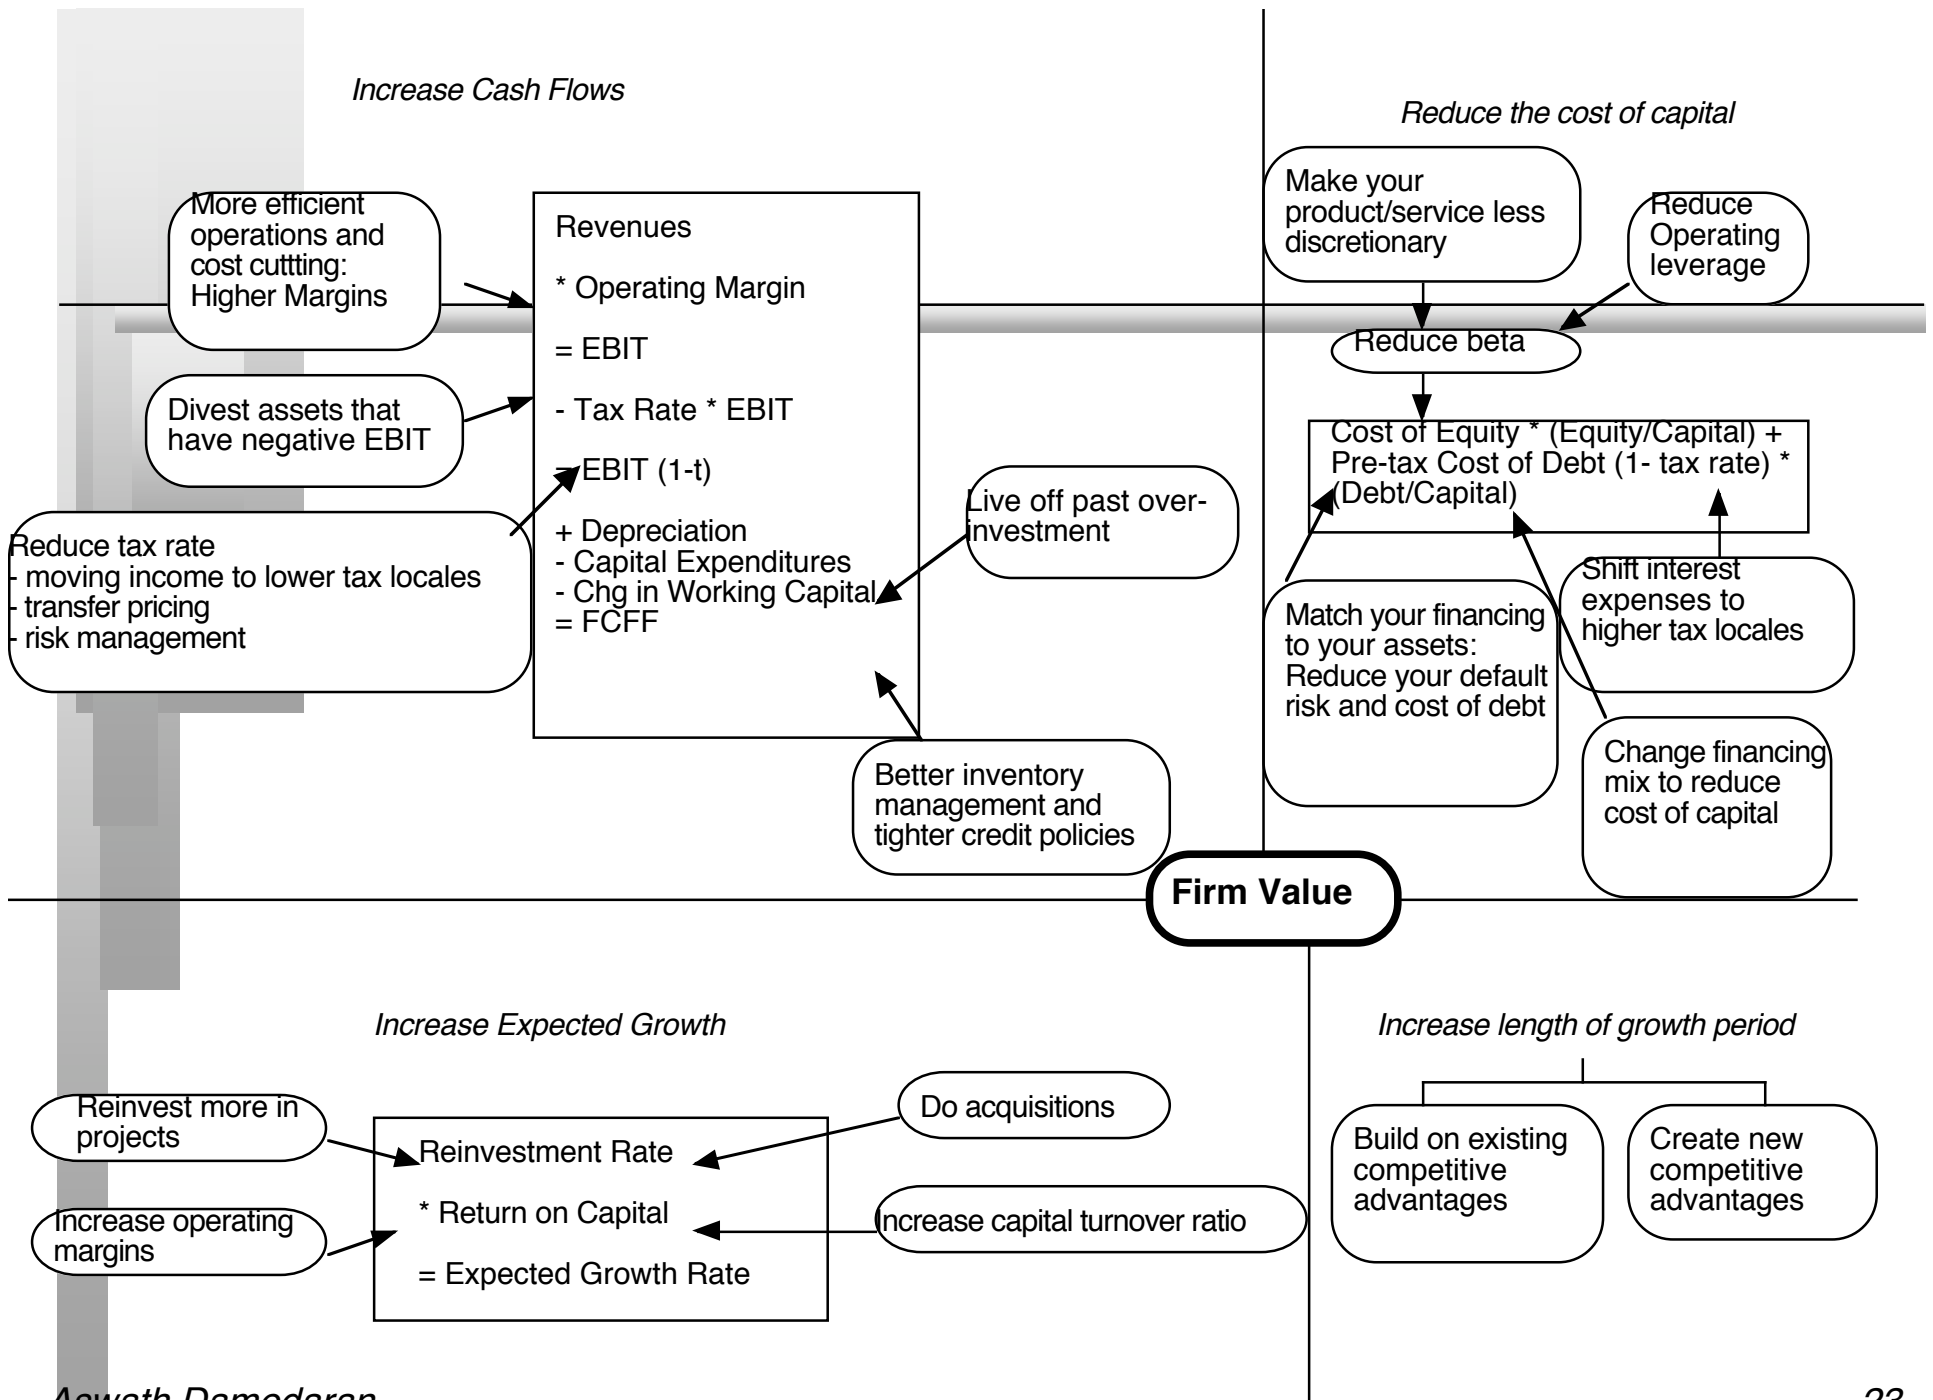 Increase Cash Flows
Reduce the cost of capital
More efficient
operations and
cost cuttting:
Higher Margins
Divest assets that
have negative EBIT
Reduce tax rate
- moving income to lower tax locales
- transfer pricing
- risk management
Revenues
* Operating Margin
= EBIT
- Tax Rate * EBIT
= EBIT (1-t)
+ Depreciation
- Capital Expenditures
- Chg in Working Capital
= FCFF
Live off past over-
investment
Better inventory
management and
tighter credit policies
Make your
product/service less
discretionary
Reduce
Operating
leverage
Reduce beta
Cost of Equity * (Equity/Capital) +
Pre-tax Cost of Debt (1- tax rate) *
(Debt/Capital)
Match your financing
to your assets:
Reduce your default
risk and cost of debt
Shift interest
expenses to
higher tax locales
Change financing
mix to reduce
cost of capital
Firm Value
Increase Expected Growth
Reinvest more in
projects
Increase operating
margins
Reinvestment Rate
* Return on Capital
= Expected Growth Rate
Do acquisitions
Increase capital turnover ratio
Increase length of growth period
Build on existing
competitive
advantages
Create new
competitive
advantages
Aswath Damodaran
23